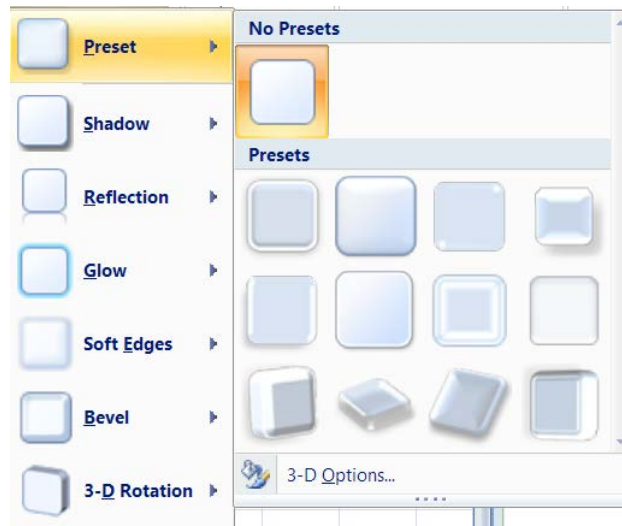 Preset
Shadow
Reflection
Glow
Soft Edges
Bevel
3-D Rotation
No Presets
Presets
3-D Options...